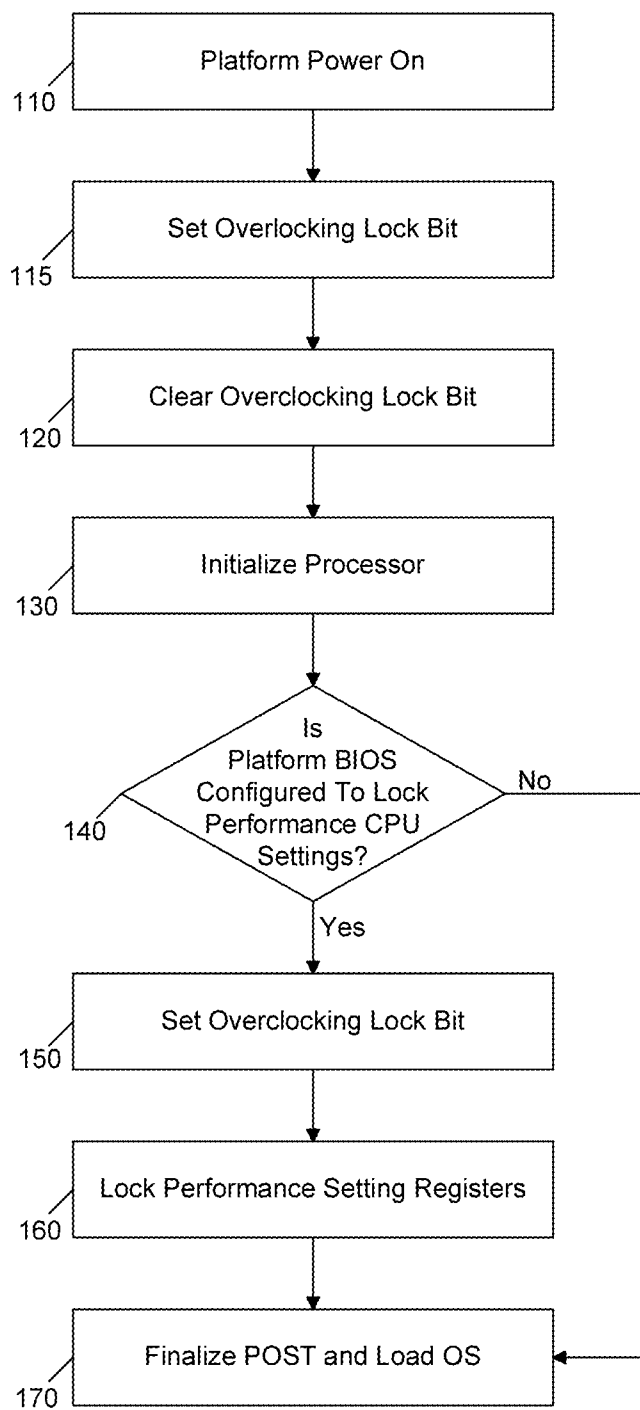 Platform Power On
110
Set Overlocking Lock Bit
115
Clear Overclocking Lock Bit
120
Initialize Processor
130
Is
Platform BIOS
Configured To Lock
Performance CPU
Settings?
No
140
Yes
Set Overclocking Lock Bit
150
Lock Performance Setting Registers
160
Finalize POST and Load OS
170